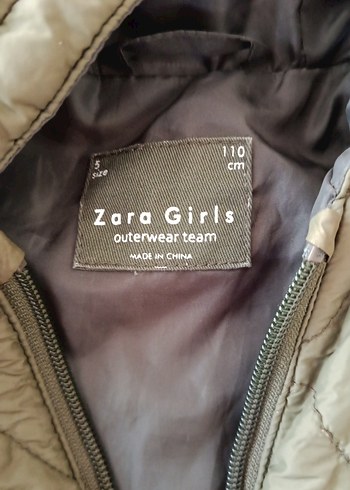 5 110
size cm
Zara Girls
outerwear team
MADE IN CHINA